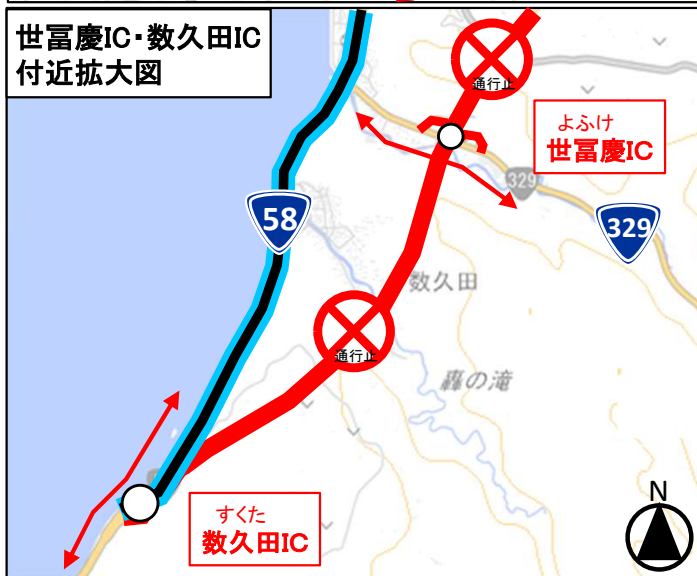 世冨慶IC・数久田IC
付近拡大図
通行止
よふけ
世冨慶IC
329
58
329
数久田
通行止
轟の滝
すくた
数久田IC
N